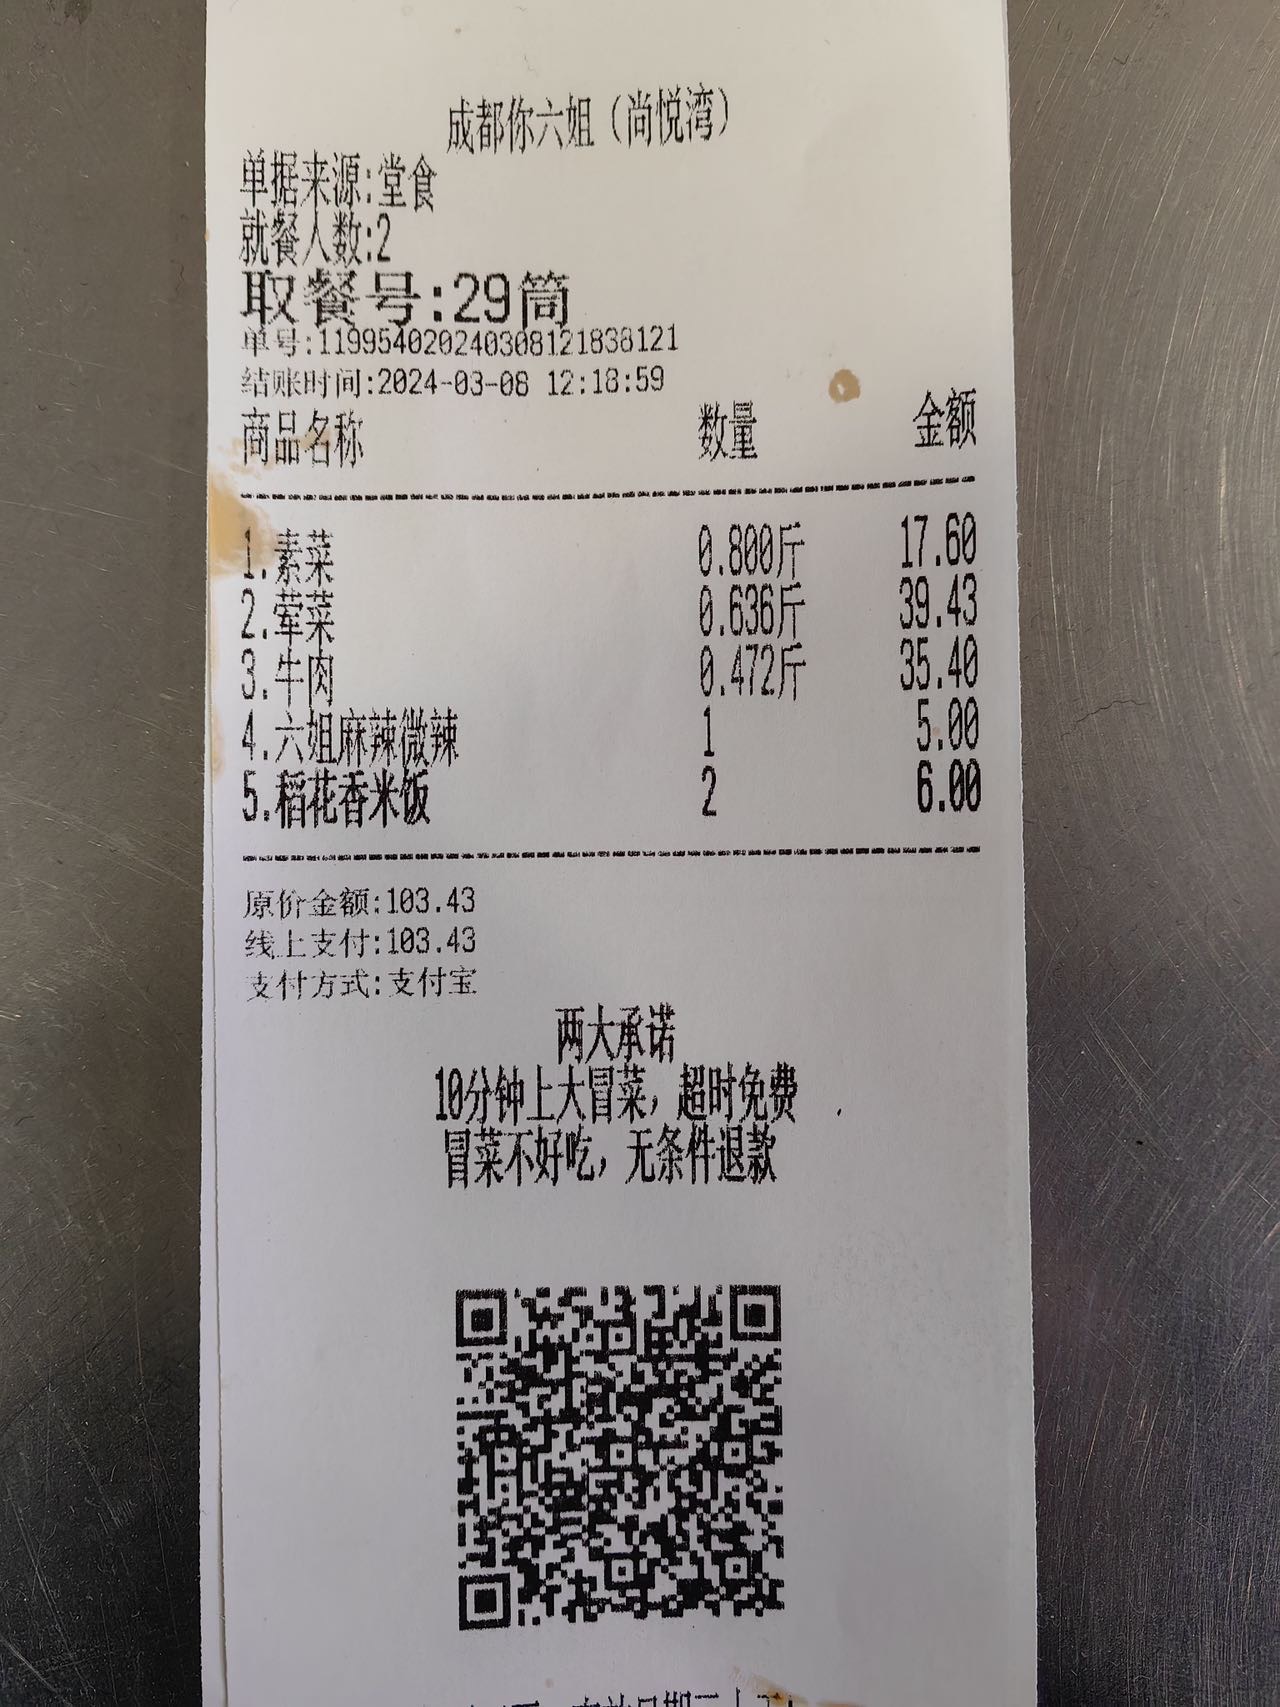 成都你六姐（尚悦湾）
单据来源:堂食
就餐人数:2
取餐号:29筒
单号:11995402024030812183​8121
结账时间:2024-03-08 12:18:59
商品名称 数量 金额
1.素菜 0.800斤 17.60
2.荤菜 0.636斤 39.43
3.牛肉 0.472斤 35.40
4.六姐麻辣微辣 1 5.00
5.稻花香米饭 2 6.00
原价金额:103.43
线上支付:103.43
支付方式:支付宝
两大承诺
10分钟上大冒菜，超时免费
冒菜不好吃，无条件退款